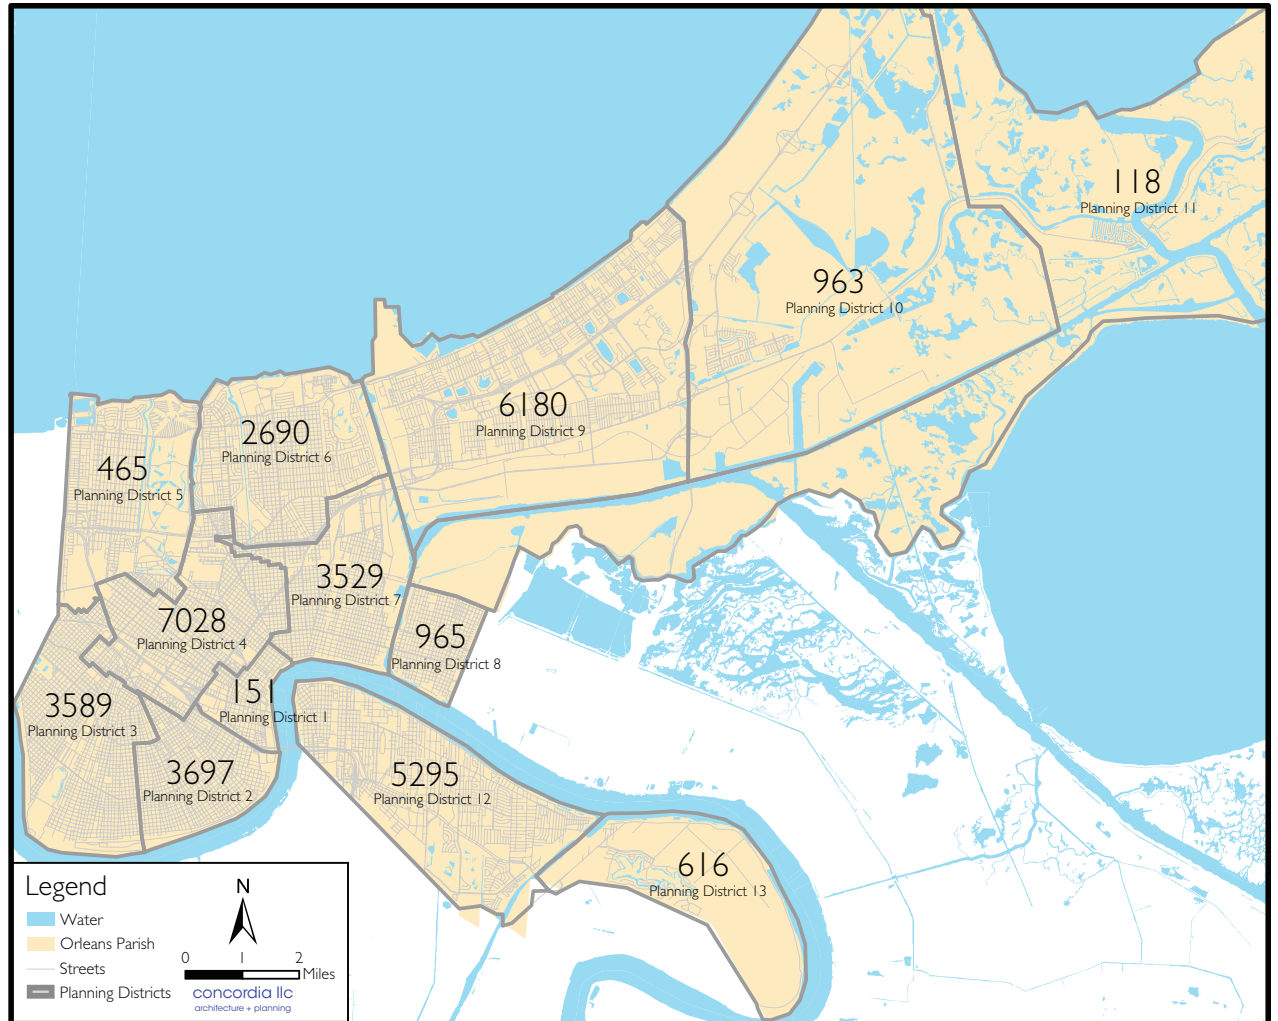 118
Planning District 11
963
Planning District 10
6180
Planning District 9
2690
Planning District 6
465
Planning District 5
3529
Planning District 7
7028
Planning District 4
965
Planning District 8
151
Planning District 1
3589
Planning District 3
3697
Planning District 2
5295
Planning District 12
616
Planning District 13
Legend
Water
Orleans Parish
Streets
Planning Districts
N
0 1 2
Miles
concordia llc
architecture + planning